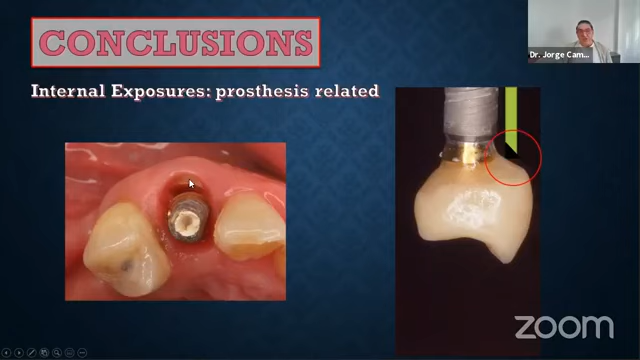 CONCLUSIONS
Dr. Jorge Cam...
Internal Exposures: prosthesis related
zoom